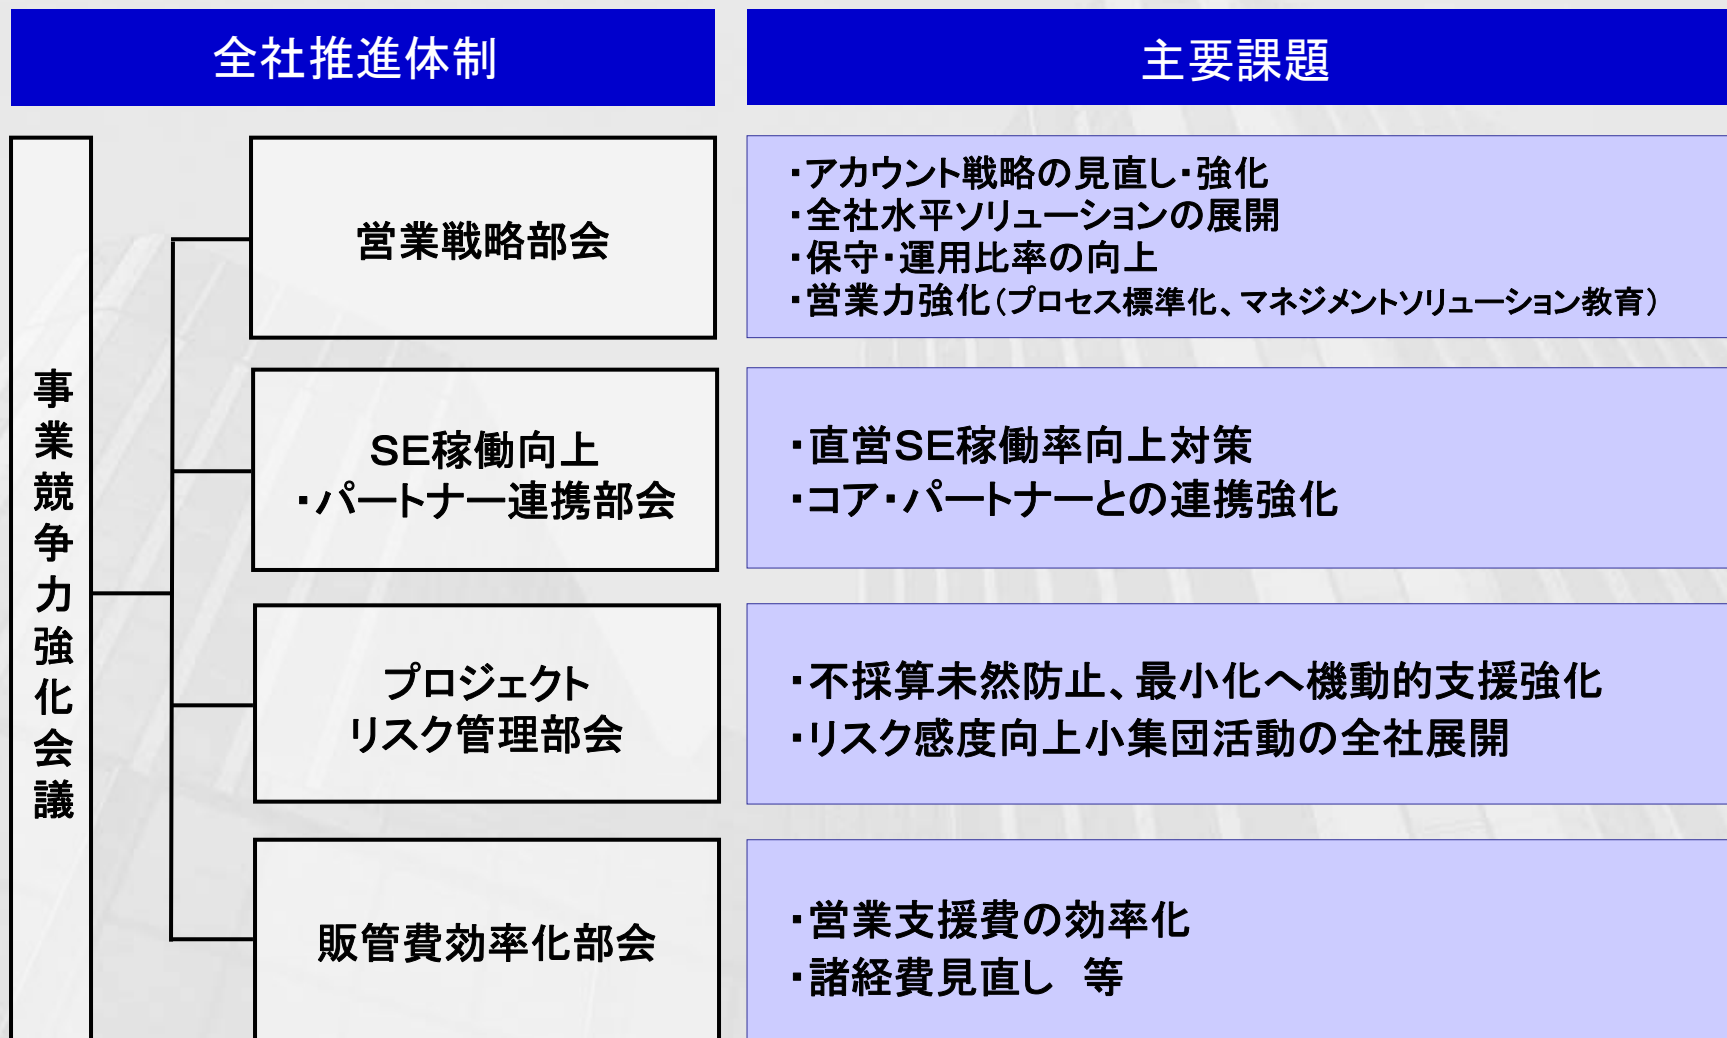 全社推進体制
主要課題
事業競争力強化会議
営業戦略部会
・アカウント戦略の見直し・強化
・全社水平ソリューションの展開
・保守・運用比率の向上
・営業力強化（プロセス標準化、マネジメントソリューション教育）
ＳＥ稼働向上
・パートナー連携部会
・直営ＳＥ稼働率向上対策
・コア・パートナーとの連携強化
プロジェクト
リスク管理部会
・不採算未然防止、最小化へ機動的支援強化
・リスク感度向上小集団活動の全社展開
販管費効率化部会
・営業支援費の効率化
・諸経費見直し　等